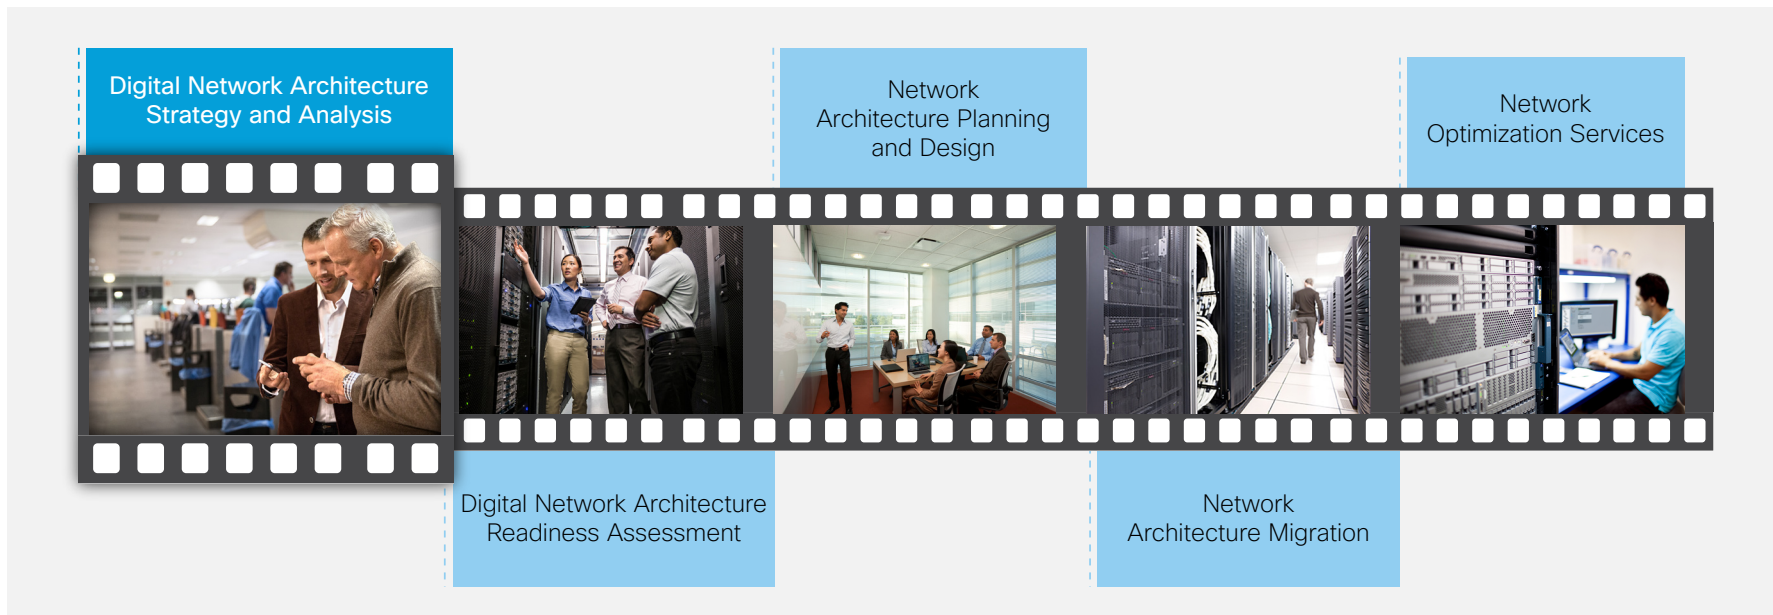 Digital Network Architecture
Strategy and Analysis
Network
Architecture Planning
and Design
Network
Optimization Services
Digital Network Architecture
Readiness Assessment
Network
Architecture Migration